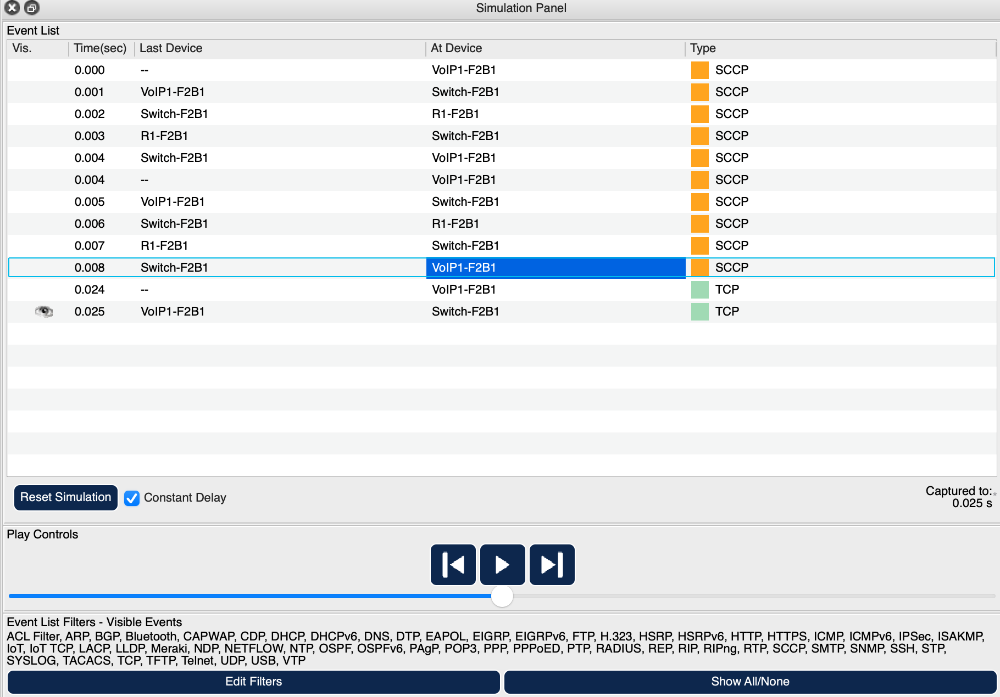 Simulation Panel
Event List
Vis. Time(sec) Last Device At Device Type
0.000 -- VoIP1-F2B1 SCCP
0.001 VoIP1-F2B1 Switch-F2B1 SCCP
0.002 Switch-F2B1 R1-F2B1 SCCP
0.003 R1-F2B1 Switch-F2B1 SCCP
0.004 Switch-F2B1 VoIP1-F2B1 SCCP
0.004 -- VoIP1-F2B1 SCCP
0.005 VoIP1-F2B1 Switch-F2B1 SCCP
0.006 Switch-F2B1 R1-F2B1 SCCP
0.007 R1-F2B1 Switch-F2B1 SCCP
0.008 Switch-F2B1 VoIP1-F2B1 SCCP
0.024 -- VoIP1-F2B1 TCP
0.025 VoIP1-F2B1 Switch-F2B1 TCP
Reset Simulation Constant Delay Captured to:*
0.025 s
Play Controls
Event List Filters - Visible Events
ACL Filter, ARP, BGP, Bluetooth, CAPWAP, CDP, DHCP, DHCPv6, DNS, DTP, EAPOL, EIGRP, EIGRPv6, FTP, H.323, HSRP, HSRPv6, HTTP, HTTPS, ICMP, ICMPv6, IPSec, ISAKMP,
IoT, IoT TCP, LACP, LLDP, Meraki, NDP, NETFLOW, NTP, OSPF, OSPFv6, PAgP, POP3, PPP, PPPoED, PTP, RADIUS, REP, RIP, RIPng, RTP, SCCP, SMTP, SNMP, SSH, STP,
SYSLOG, TACACS, TCP, TFTP, Telnet, UDP, USB, VTP
Edit Filters Show All/None